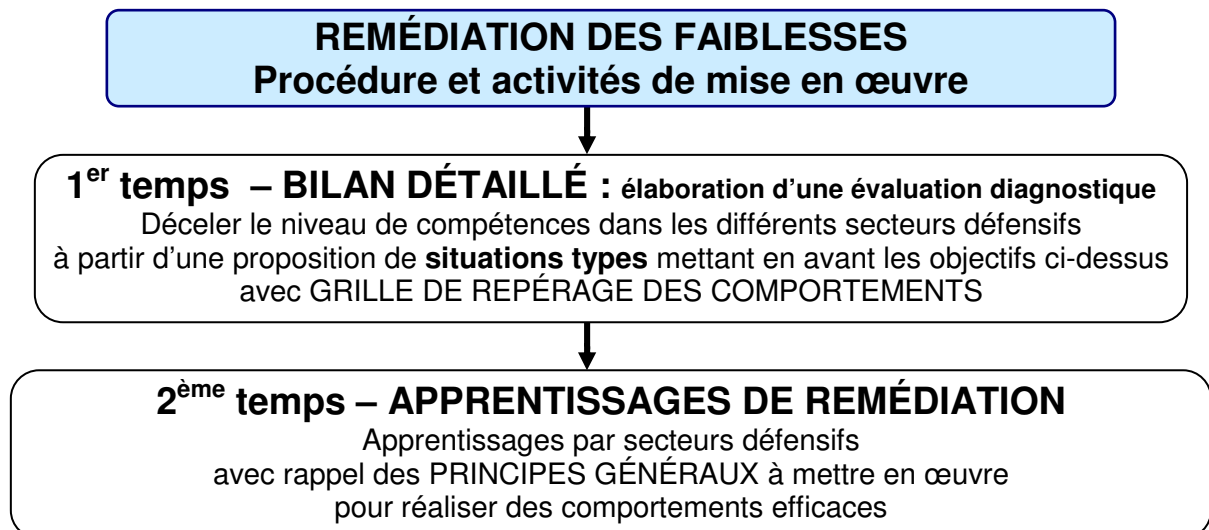 REMÉDIATION DES FAIBLESSES
Procédure et activités de mise en œuvre
1er temps – BILAN DÉTAILLÉ : élaboration d’une évaluation diagnostique
Déceler le niveau de compétences dans les différents secteurs défensifs
à partir d’une proposition de situations types mettant en avant les objectifs ci-dessus
avec GRILLE DE REPÉRAGE DES COMPORTEMENTS
2ème temps – APPRENTISSAGES DE REMÉDIATION
Apprentissages par secteurs défensifs
avec rappel des PRINCIPES GÉNÉRAUX à mettre en œuvre
pour réaliser des comportements efficaces